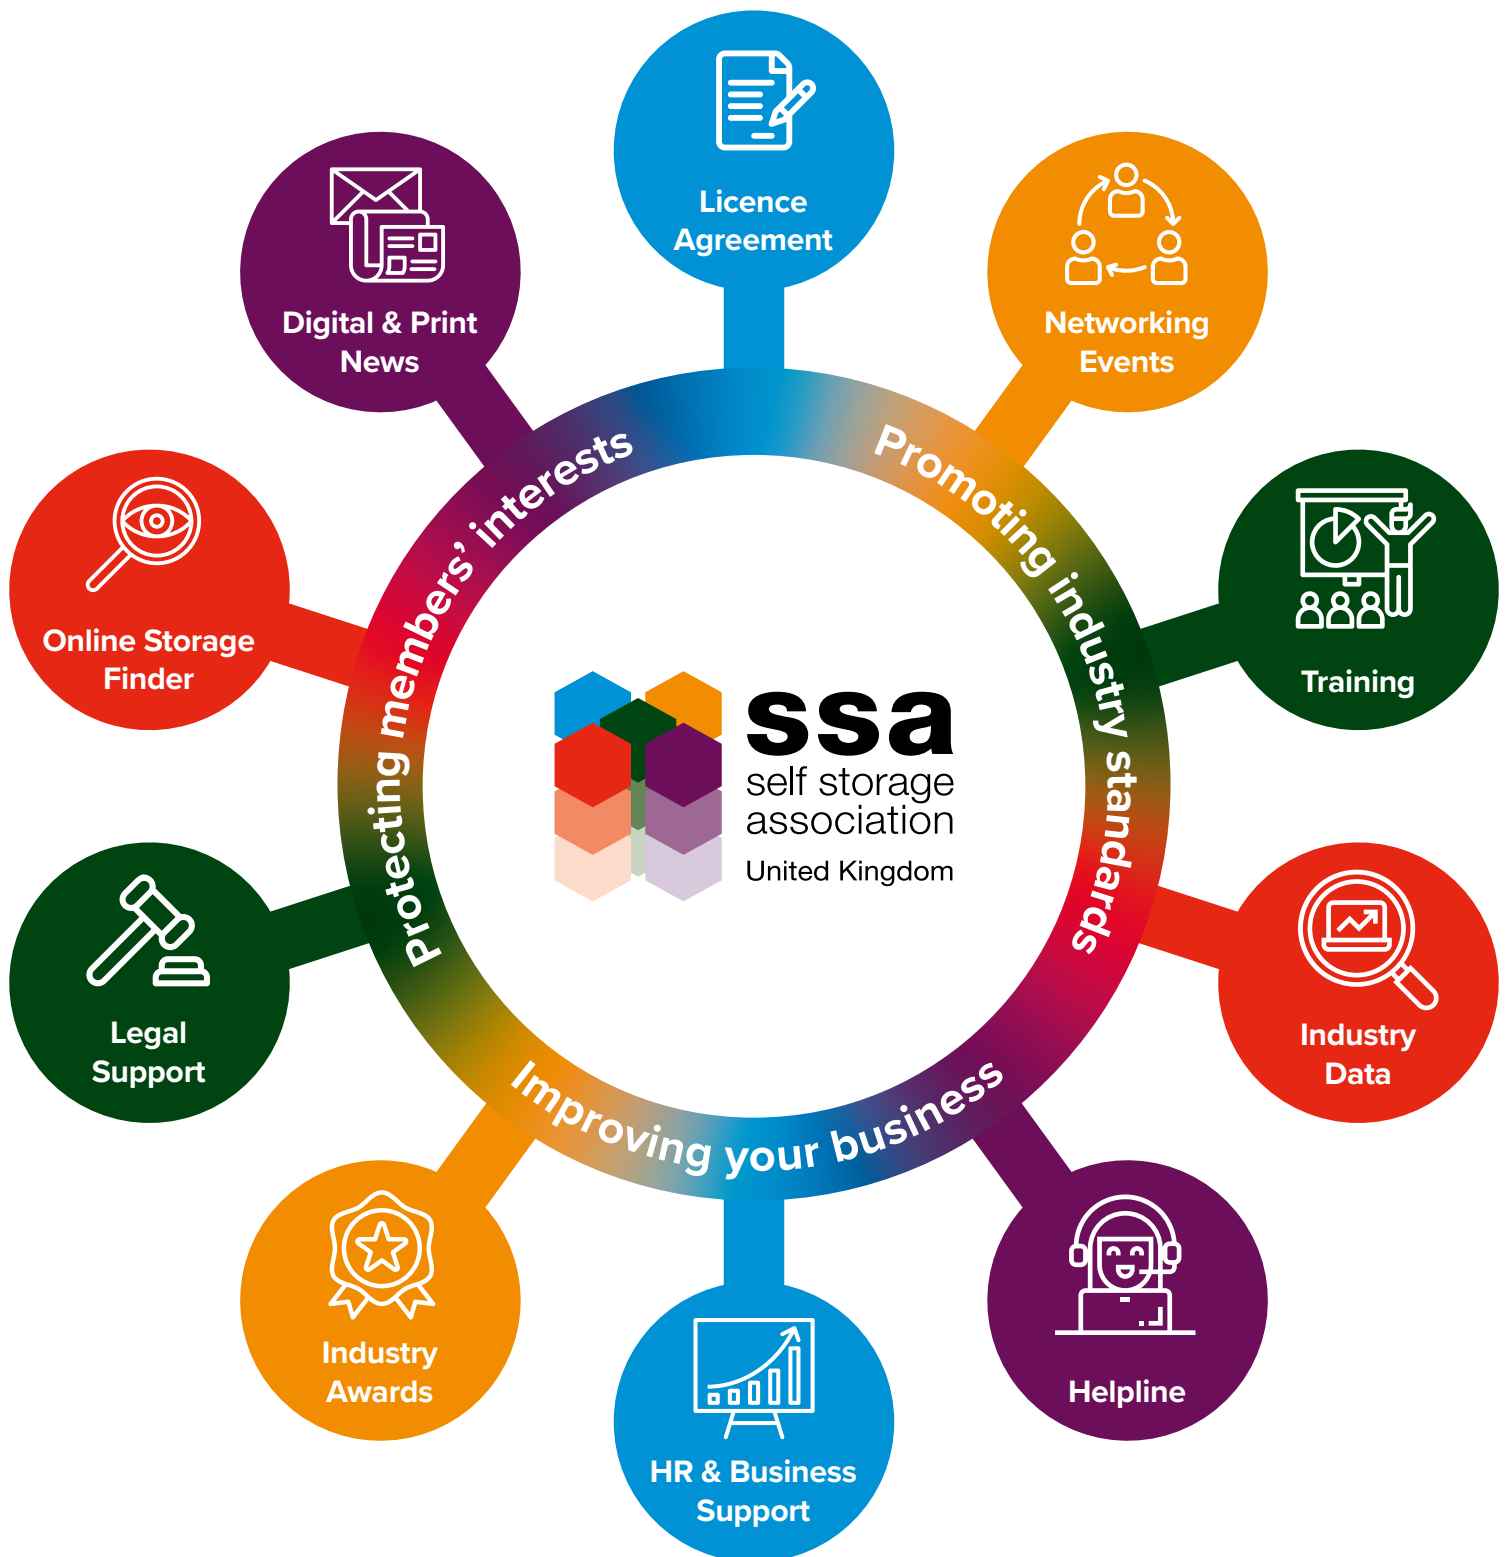 Licence
Agreement
Networking
Events
Training
Industry
Data
Helpline
HR & Business
Support
Industry
Awards
Legal
Support
Online Storage
Finder
Digital & Print
News
Protecting members’ interests
Promoting industry standards
Improving your business
ssa
self storage
association
United Kingdom